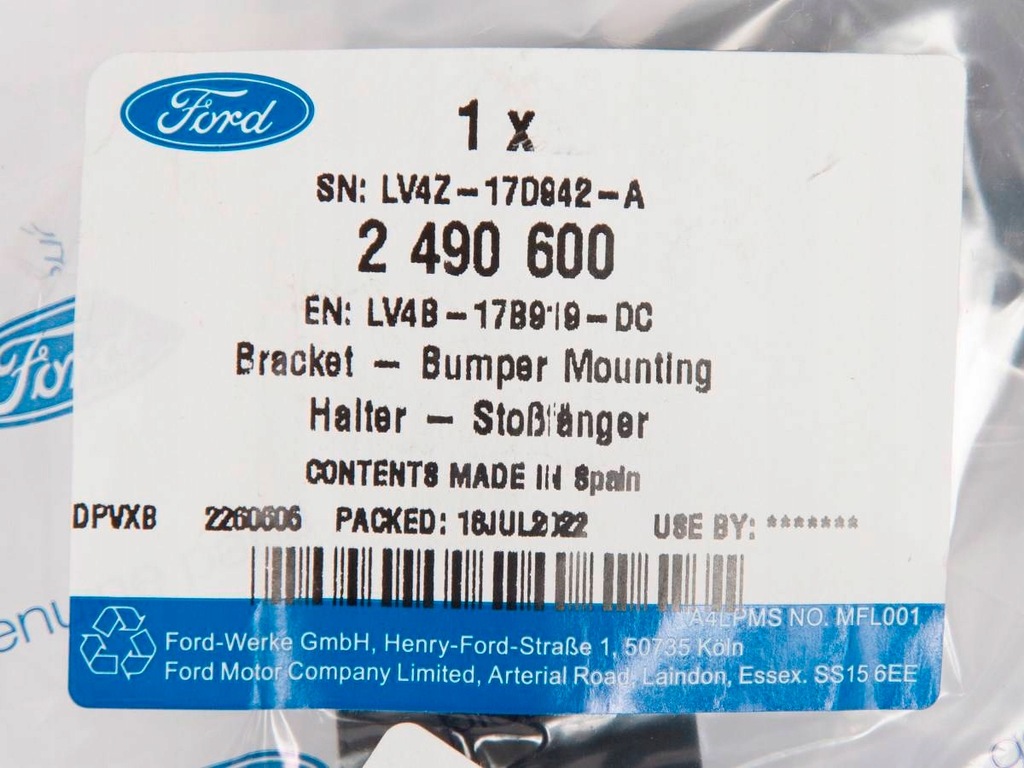 Ford
1 x
SN: LV4Z-17D942-A
2 490 600
EN: LV4B-17B919-DC
Bracket - Bumper Mounting
Halter - Stoßfänger
CONTENTS MADE IN Spain
DPVXB 2260606 PACKED: 18JUL2022 USE BY: *******
A4LPMS NO. MFL001
Ford-Werke GmbH, Henry-Ford-Straße 1, 50735 Köln
Ford Motor Company Limited, Arterial Road, Laindon, Essex. SS15 6EE
Ford